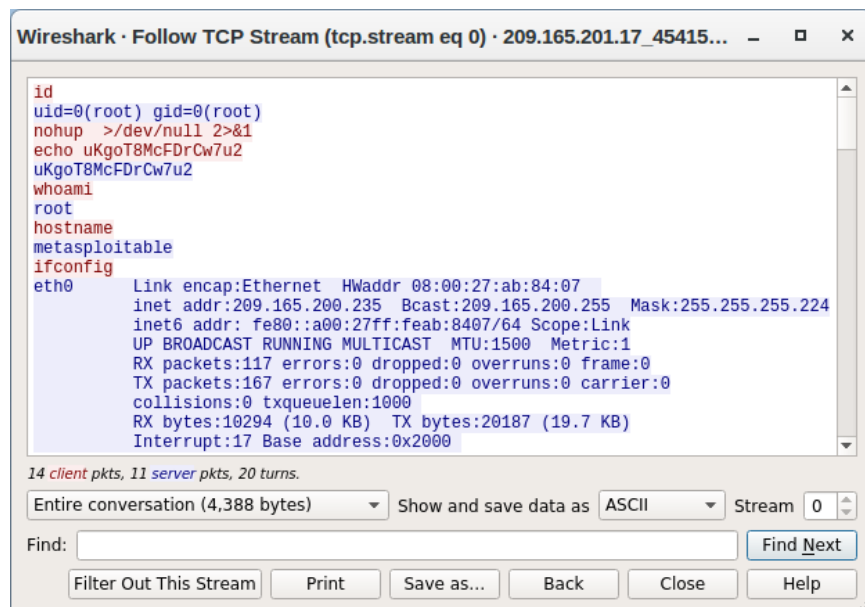 Wireshark · Follow TCP Stream (tcp.stream eq 0) · 209.165.201.17_45415…
id
uid=0(root) gid=0(root)
nohup  >/dev/null 2>&1
echo uKgoT8McFDrCw7u2
uKgoT8McFDrCw7u2
whoami
root
hostname
metasploitable
ifconfig
eth0      Link encap:Ethernet  HWaddr 08:00:27:ab:84:07
          inet addr:209.165.200.235  Bcast:209.165.200.255  Mask:255.255.255.224
          inet6 addr: fe80::a00:27ff:feab:8407/64 Scope:Link
          UP BROADCAST RUNNING MULTICAST  MTU:1500  Metric:1
          RX packets:117 errors:0 dropped:0 overruns:0 frame:0
          TX packets:167 errors:0 dropped:0 overruns:0 carrier:0
          collisions:0 txqueuelen:1000
          RX bytes:10294 (10.0 KB)  TX bytes:20187 (19.7 KB)
          Interrupt:17 Base address:0x2000
14 client pkts, 11 server pkts, 20 turns.
Entire conversation (4,388 bytes) Show and save data as ASCII Stream 0
Find: Find Next
Filter Out This Stream Print Save as... Back Close Help